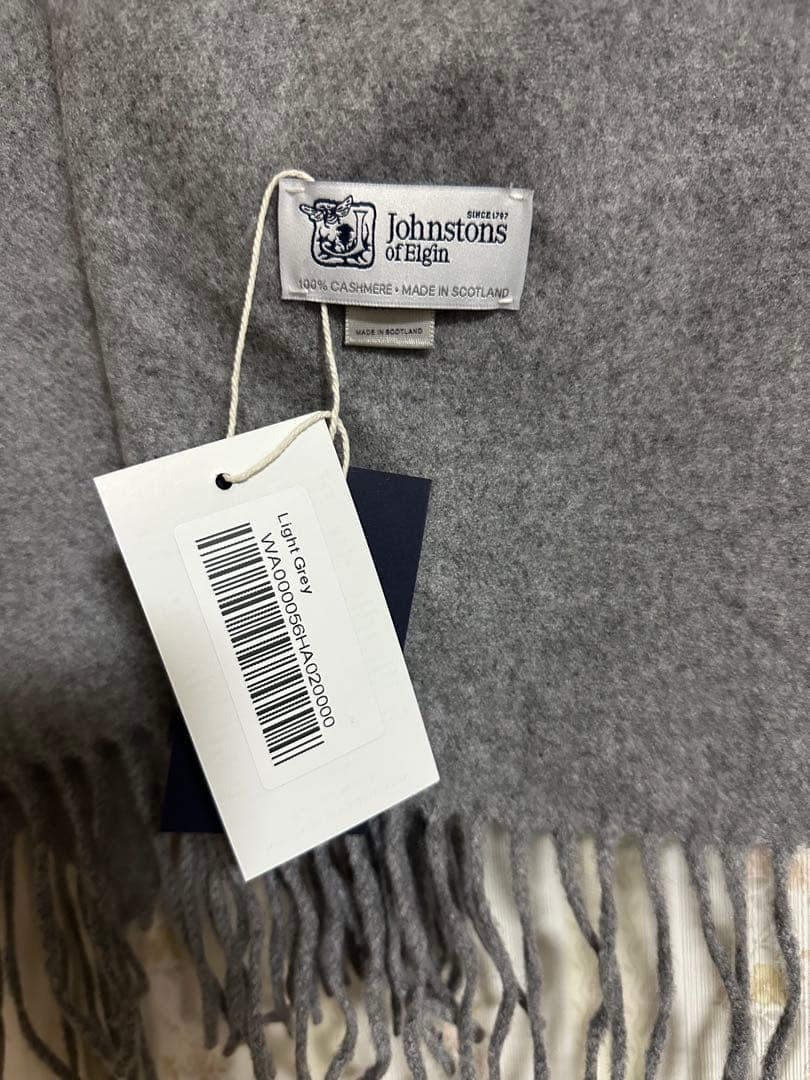 SINCE 1797
Johnstons
of Elgin
100% CASHMERE • MADE IN SCOTLAND
MADE IN SCOTLAND
Light Grey
WA000056HA020000